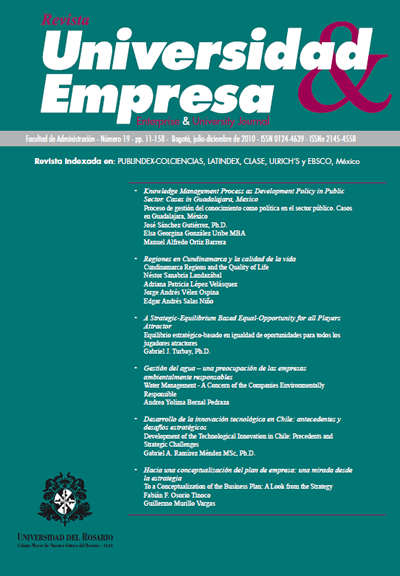 Revista
Universidad &
Empresa
Enterprise & University Journal
Facultad de Administración - Número 19 - pp. 11-158 - Bogotá, julio-diciembre de 2010 - ISSN 0124-4639 - ISSNe 2145-4558
Revista Indexada en: PUBLINDEX-COLCIENCIAS, LATINDEX, CLASE, ULRICH'S y EBSCO, México
- Knowledge Management Process as Development Policy in Public
Sector. Cases in Guadalajara, Mexico
Proceso de gestión del conocimiento como política en el sector público. Casos
en Guadalajara, México
José Sánchez Gutiérrez, Ph.D.
Elsa Georgina González Uribe MBA
Manuel Alfredo Ortiz Barrera
- Regiones en Cundinamarca y la calidad de la vida
Cundinamarca Regions and the Quality of Life
Néstor Sanabria Landazábal
Adriana Patricia López Velásquez
Jorge Andrés Vélez Ospina
Edgar Andrés Salas Niño
- A Strategic-Equilibrium Based Equal-Opportunity for all Players
Attractor
Equilibrio estratégico-basado en igualdad de oportunidades para todos los
jugadores atractores
Gabriel J. Turbay, Ph.D.
- Gestión del agua – una preocupación de las empresas
ambientalmente responsables
Water Management - A Concern of the Companies Environmentally
Responsible
Andrea Yolima Bernal Pedraza
- Desarrollo de la innovación tecnológica en Chile: antecedentes y
desafíos estratégicos
Development of the Technological Innovation in Chile: Precedents and
Strategic Challenges
Gabriel A. Ramírez Méndez MSc, Ph.D.
- Hacia una conceptualización del plan de empresa: una mirada desde
la estrategia
To a Conceptualization of the Business Plan: A Look from the Strategy
Fabián F. Osorio Tinoco
Guillermo Murillo Vargas
UNIVERSIDAD DEL ROSARIO
Colegio Mayor de Nuestra Señora del Rosario - 1653